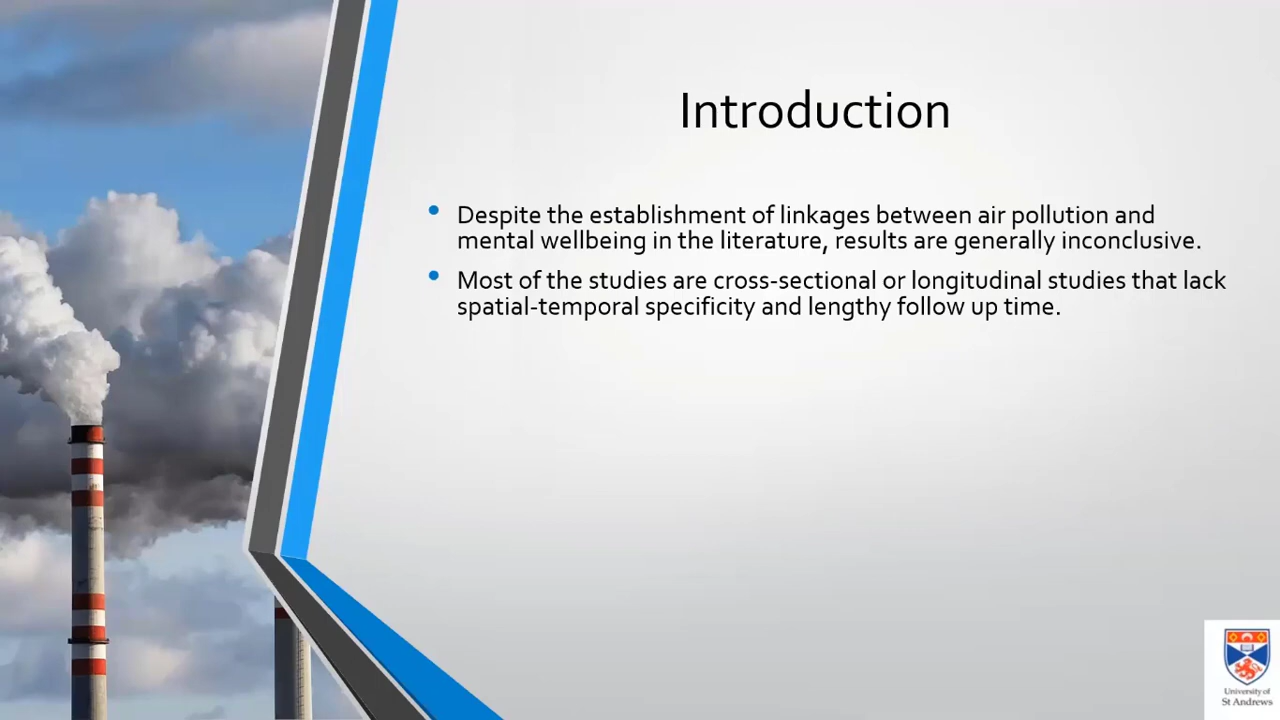 Introduction
• Despite the establishment of linkages between air pollution and
mental wellbeing in the literature, results are generally inconclusive.
• Most of the studies are cross-sectional or longitudinal studies that lack
spatial-temporal specificity and lengthy follow up time.
University of
St Andrews